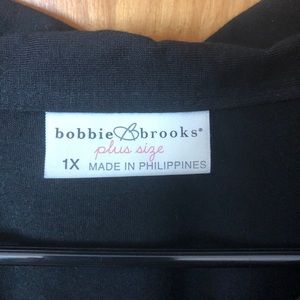 bobbie brooks®
plus size
1X MADE IN PHILIPPINES